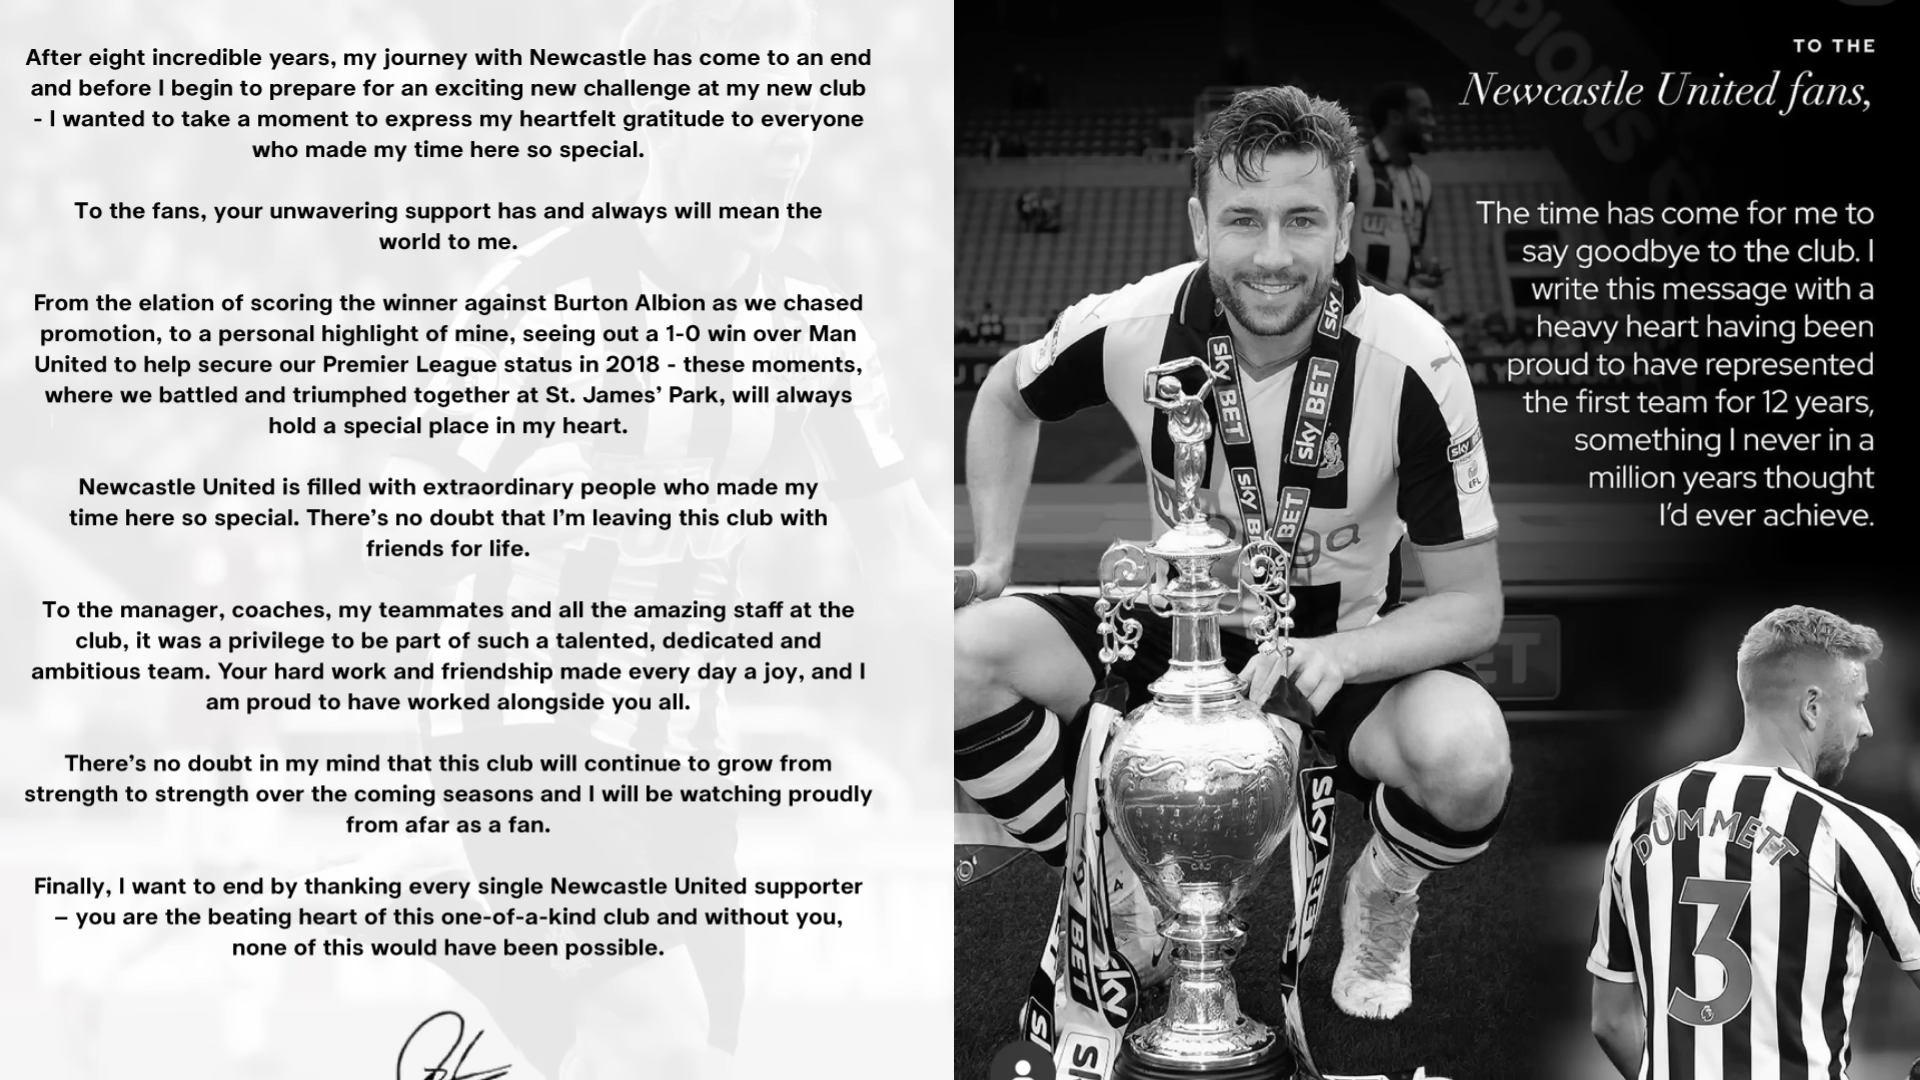 After eight incredible years, my journey with Newcastle has come to an end
and before I begin to prepare for an exciting new challenge at my new club
- I wanted to take a moment to express my heartfelt gratitude to everyone
who made my time here so special.
To the fans, your unwavering support has and always will mean the
world to me.
From the elation of scoring the winner against Burton Albion as we chased
promotion, to a personal highlight of mine, seeing out a 1-0 win over Man
United to help secure our Premier League status in 2018 - these moments,
where we battled and triumphed together at St. James’ Park, will always
hold a special place in my heart.
Newcastle United is filled with extraordinary people who made my
time here so special. There’s no doubt that I’m leaving this club with
friends for life.
To the manager, coaches, my teammates and all the amazing staff at the
club, it was a privilege to be part of such a talented, dedicated and
ambitious team. Your hard work and friendship made every day a joy, and I
am proud to have worked alongside you all.
There’s no doubt in my mind that this club will continue to grow from
strength to strength over the coming seasons and I will be watching proudly
from afar as a fan.
Finally, I want to end by thanking every single Newcastle United supporter
– you are the beating heart of this one-of-a-kind club and without you,
none of this would have been possible.
TO THE
Newcastle United fans,
The time has come for me to
say goodbye to the club. I
write this message with a
heavy heart having been
proud to have represented
the first team for 12 years,
something I never in a
million years thought
I’d ever achieve.
sky BET
sky BET
sky
sky BET
BET
sky
EFL
DUMMETT
3
SKY BET
SKY BET
SKY